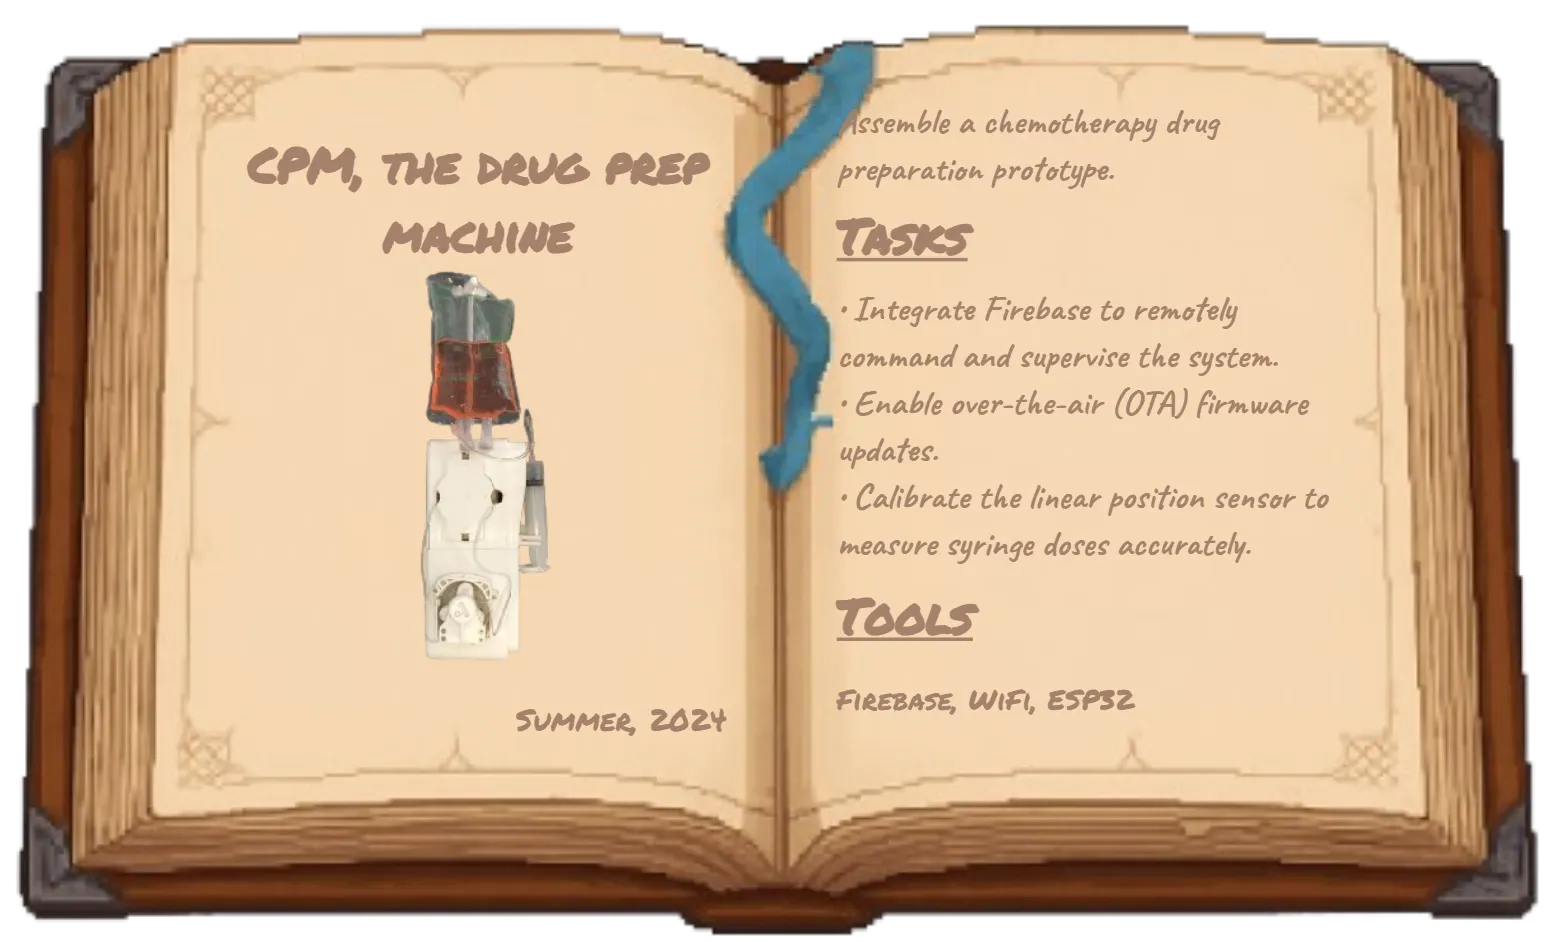 CPM, THE DRUG PREP
MACHINE
SUMMER, 2024
Assemble a chemotherapy drug
preparation prototype.
TASKS
• Integrate Firebase to remotely
command and supervise the system.
• Enable over-the-air (OTA) firmware
updates.
• Calibrate the linear position sensor to
measure syringe doses accurately.
TOOLS
FIREBASE, WIFI, ESP32